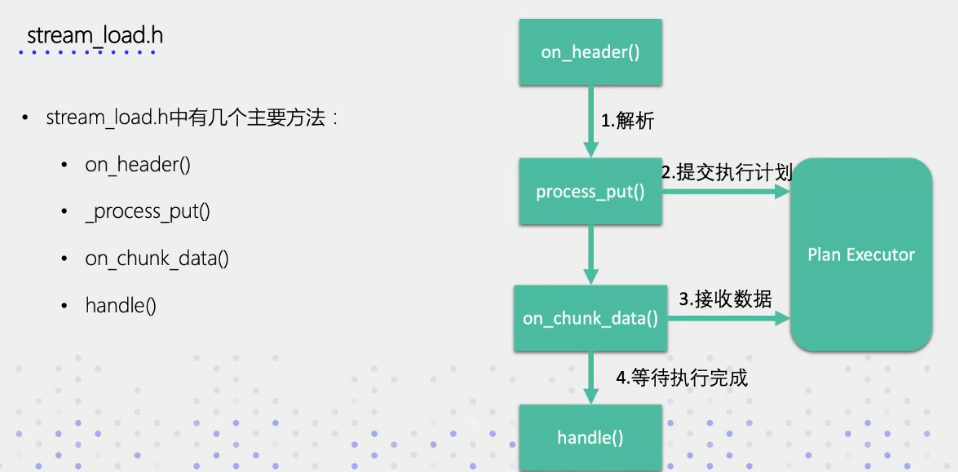 stream_load.h
• stream_load.h中有几个主要方法：
• on_header()
• _process_put()
• on_chunk_data()
• handle()
on_header()
1.解析
process_put()
2.提交执行计划
Plan Executor
on_chunk_data()
3.接收数据
4.等待执行完成
handle()